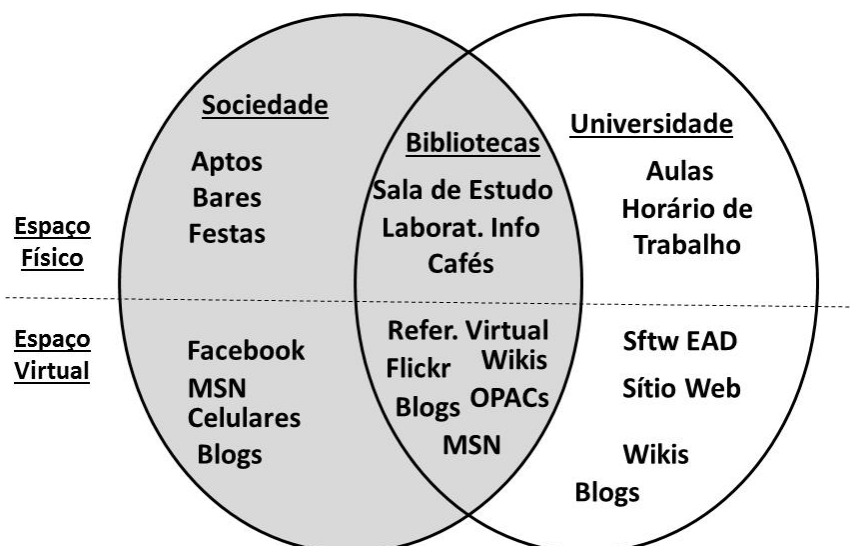 Sociedade
Aptos
Bares
Festas
Bibliotecas
Sala de Estudo
Laborat. Info
Cafés
Universidade
Aulas
Horário de
Trabalho
Espaço
Físico
Espaço
Virtual
Facebook
MSN
Celulares
Blogs
Refer. Virtual
Flickr Wikis
Blogs OPACs
MSN
Sftw EAD
Sítio Web
Wikis
Blogs